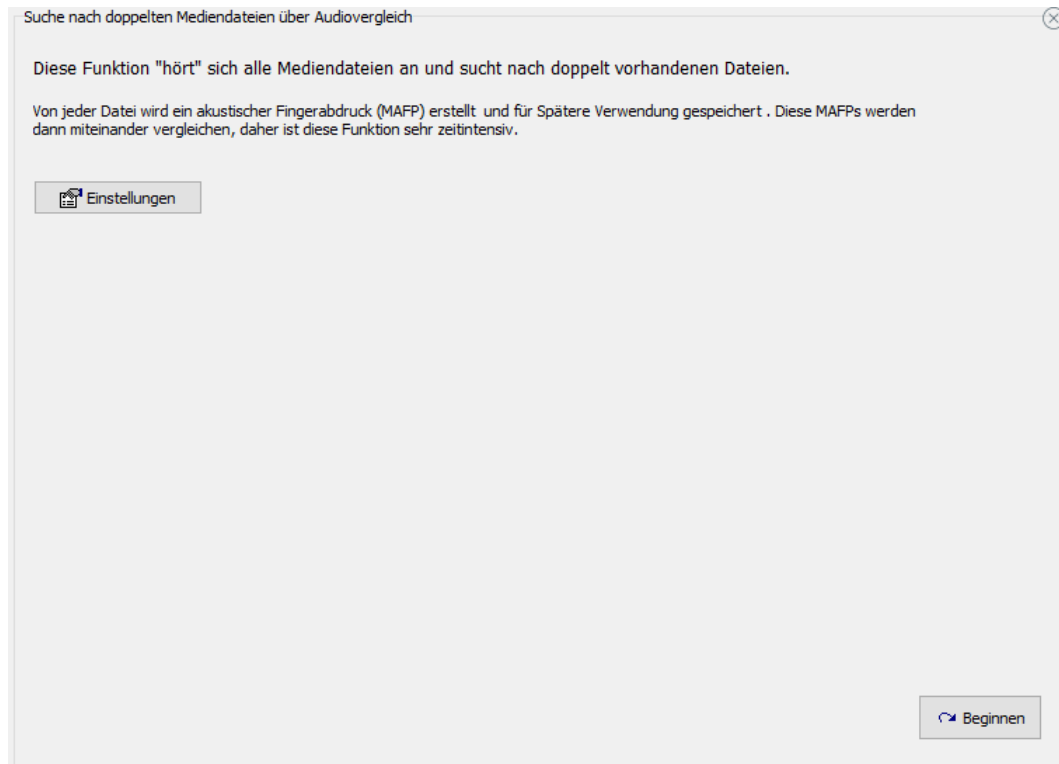 Suche nach doppelten Mediendateien über Audiovergleich
Diese Funktion "hört" sich alle Mediendateien an und sucht nach doppelt vorhandenen Dateien.
Von jeder Datei wird ein akustischer Fingerabdruck (MAFP) erstellt  und für Spätere Verwendung gespeichert . Diese MAFPs werden
dann miteinander vergleichen, daher ist diese Funktion sehr zeitintensiv.
Einstellungen
Beginnen